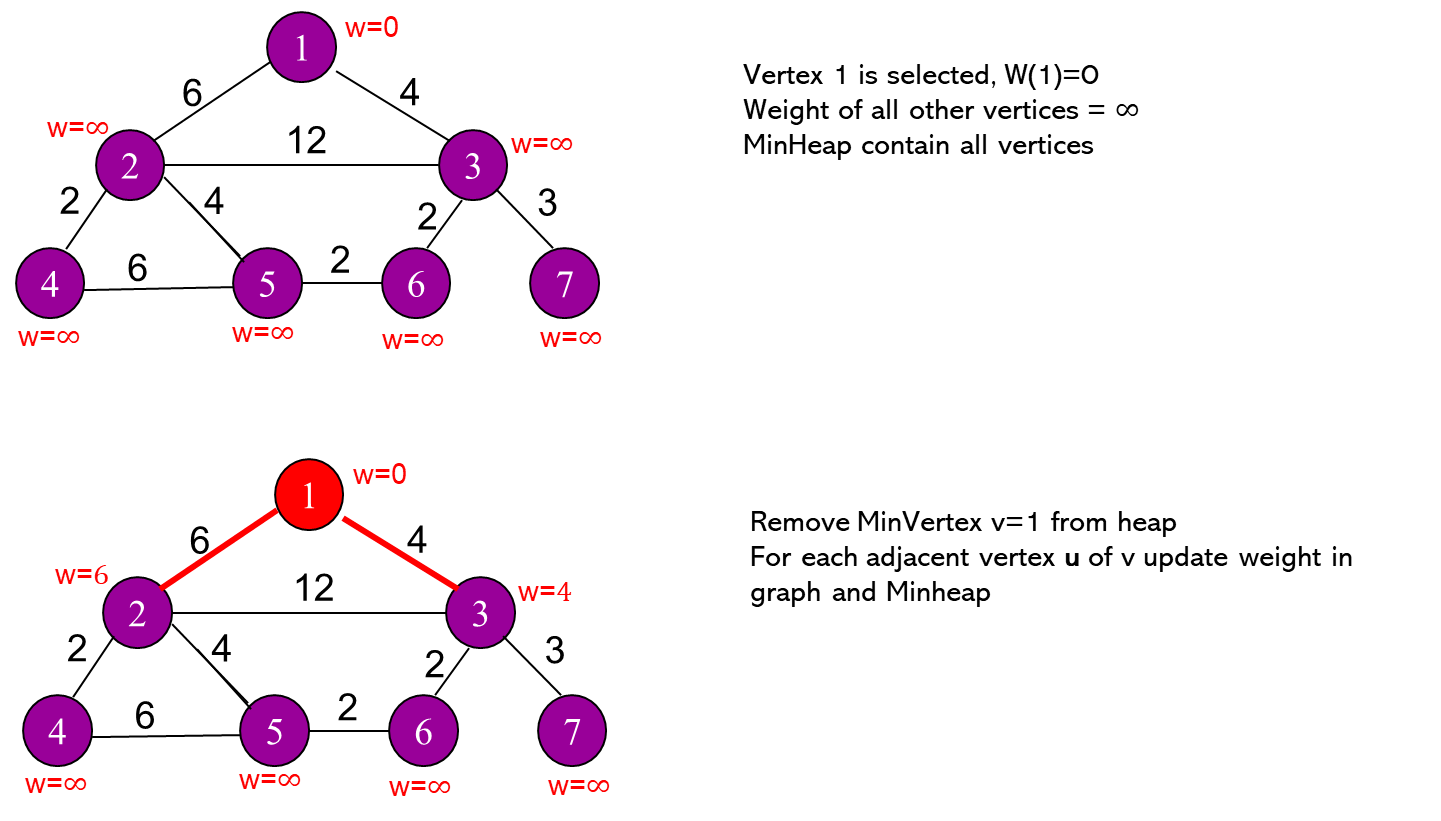 1
w=0
6
4
w=∞
12
w=∞
2
3
2
4
2
3
6
2
4
5
6
7
w=∞
w=∞
w=∞
w=∞
Vertex 1 is selected, W(1)=0
Weight of all other vertices = ∞
MinHeap contain all vertices
1
w=0
6
4
w=6
12
w=4
2
3
2
4
2
3
6
2
4
5
6
7
w=∞
w=∞
w=∞
w=∞
Remove MinVertex v=1 from heap
For each adjacent vertex u of v update weight in
graph and Minheap